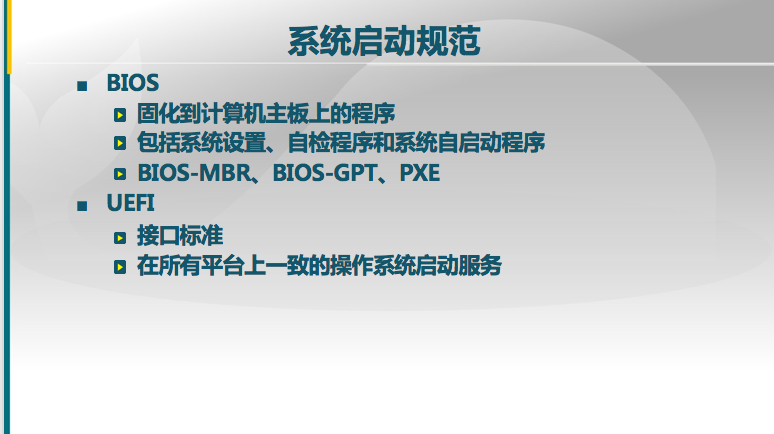 系统启动规范
BIOS
固化到计算机主板上的程序
包括系统设置、自检程序和系统自启动程序
BIOS-MBR、BIOS-GPT、PXE
UEFI
接口标准
在所有平台上一致的操作系统启动服务